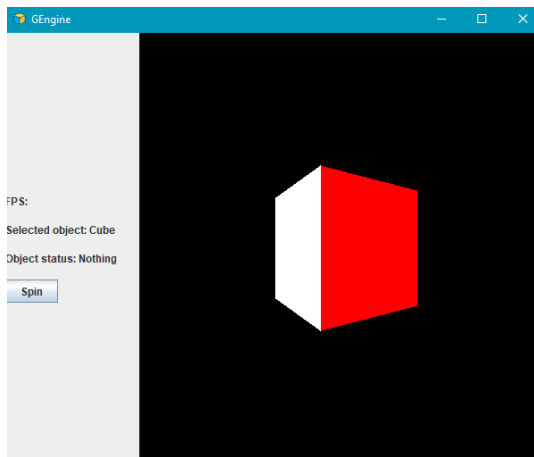 GEngine
FPS:
Selected object: Cube
Object status: Nothing
Spin